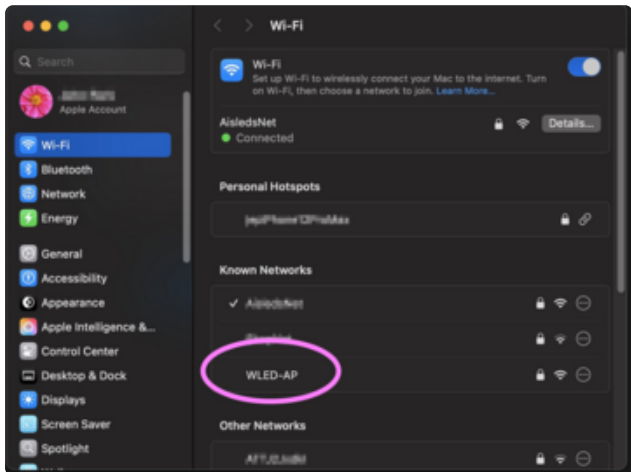 Wi-Fi
Search
Apple Account
Wi-Fi
Bluetooth
Network
Energy
General
Accessibility
Appearance
Apple Intelligence &...
Control Center
Desktop & Dock
Displays
Screen Saver
Spotlight
Wi-Fi
Set up Wi-Fi to wirelessly connect your Mac to the internet. Turn
on Wi-Fi, then choose a network to join. Learn More...
AisledsNet
Connected
Details...
Personal Hotspots
Known Networks
WLED-AP
Other Networks